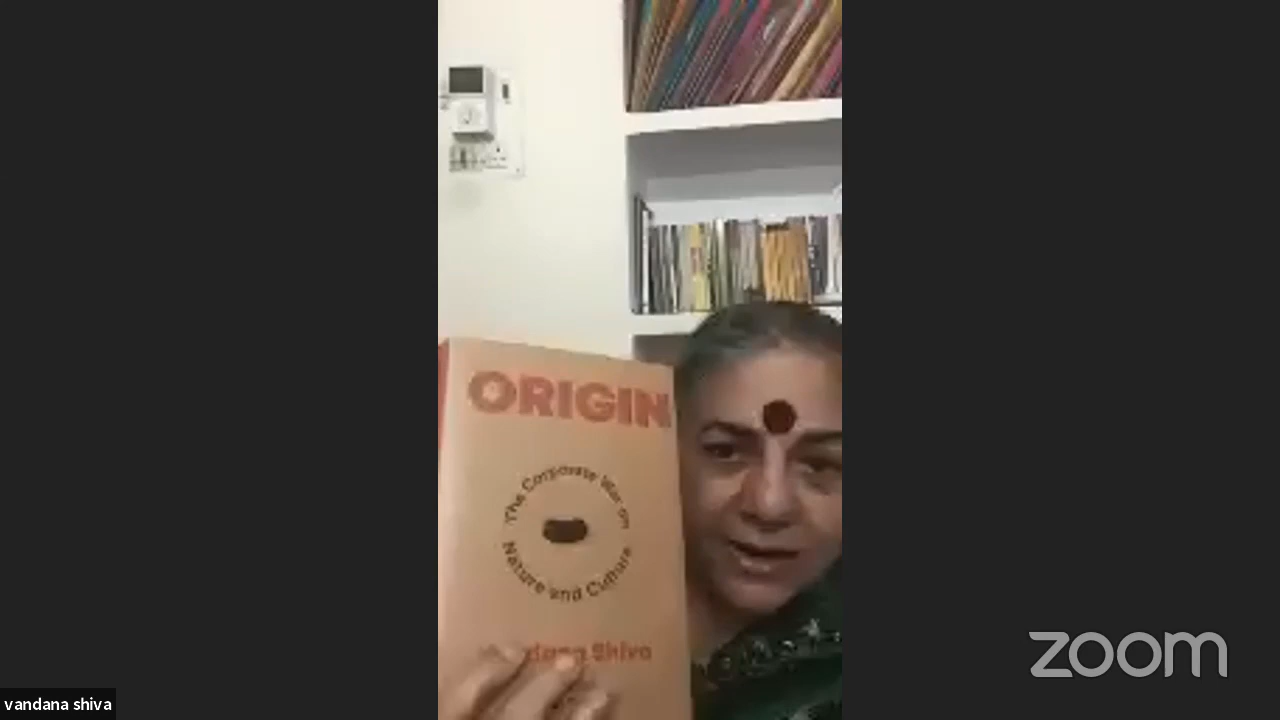 ORIGIN
The Corporate War on
Nature and Culture
Shiva
zoom
vandana shiva